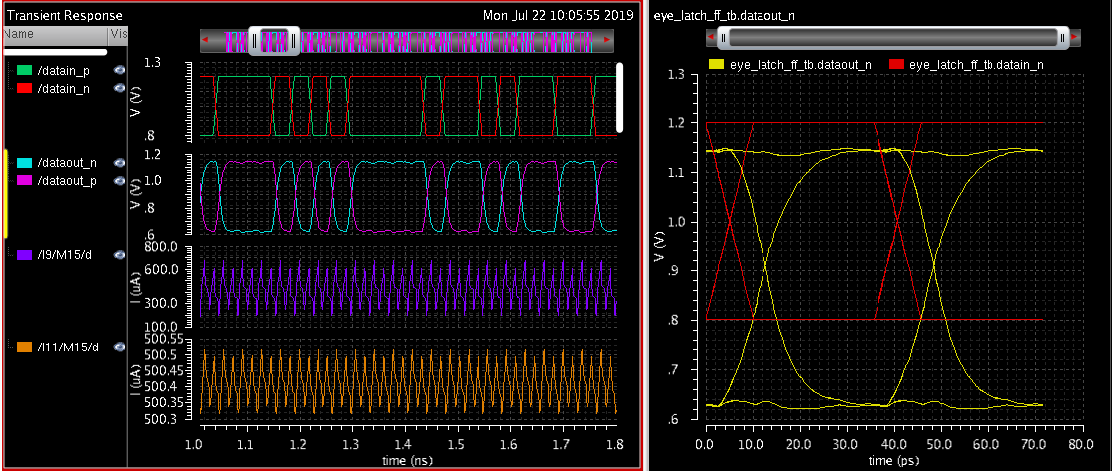 Transient Response
Mon Jul 22 10:05:55 2019
Name
Vis
/datain_p
/datain_n
1.3
V (V)
.8
/dataout_n
/dataout_p
1.2
1.0
V (V)
.8
.6
/I9/M15/d
800.0
600.0
I (uA)
300.0
100.0
/I11/M15/d
500.55
500.5
500.45
I (uA)
500.4
500.35
500.3
1.0 1.1 1.2 1.3 1.4 1.5 1.6 1.7 1.8
time (ns)
eye_latch_ff_tb.dataout_n
eye_latch_ff_tb.dataout_n eye_latch_ff_tb.datain_n
1.3
1.2
1.1
1.0
V (V)
.9
.8
.7
.6
0.0 10.0 20.0 30.0 40.0 50.0 60.0 70.0 80.0
time (ps)